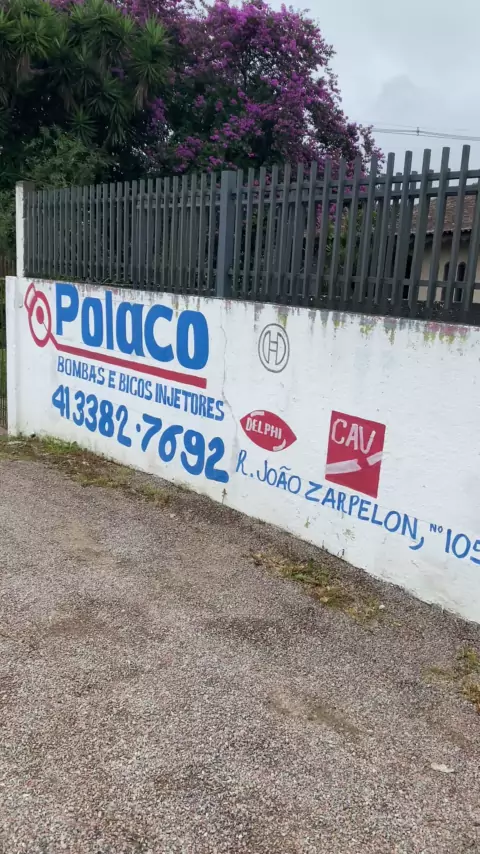 Polaco
BOMBAS E BICOS INJETORES
41 3382-7692
H
DELPHI
CAV
R. JOÃO ZARPELON, Nº 105